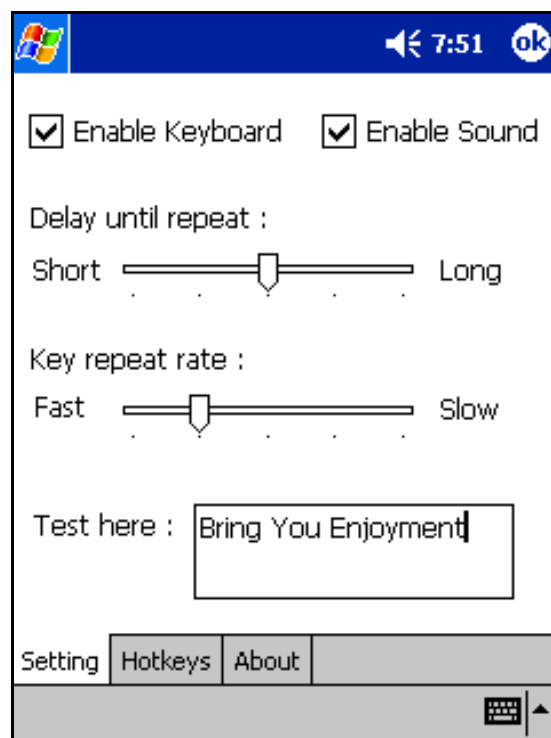 7:51 ok
Enable Keyboard Enable Sound
Delay until repeat :
Short Long
Key repeat rate :
Fast Slow
Test here : Bring You Enjoyment
Setting Hotkeys About